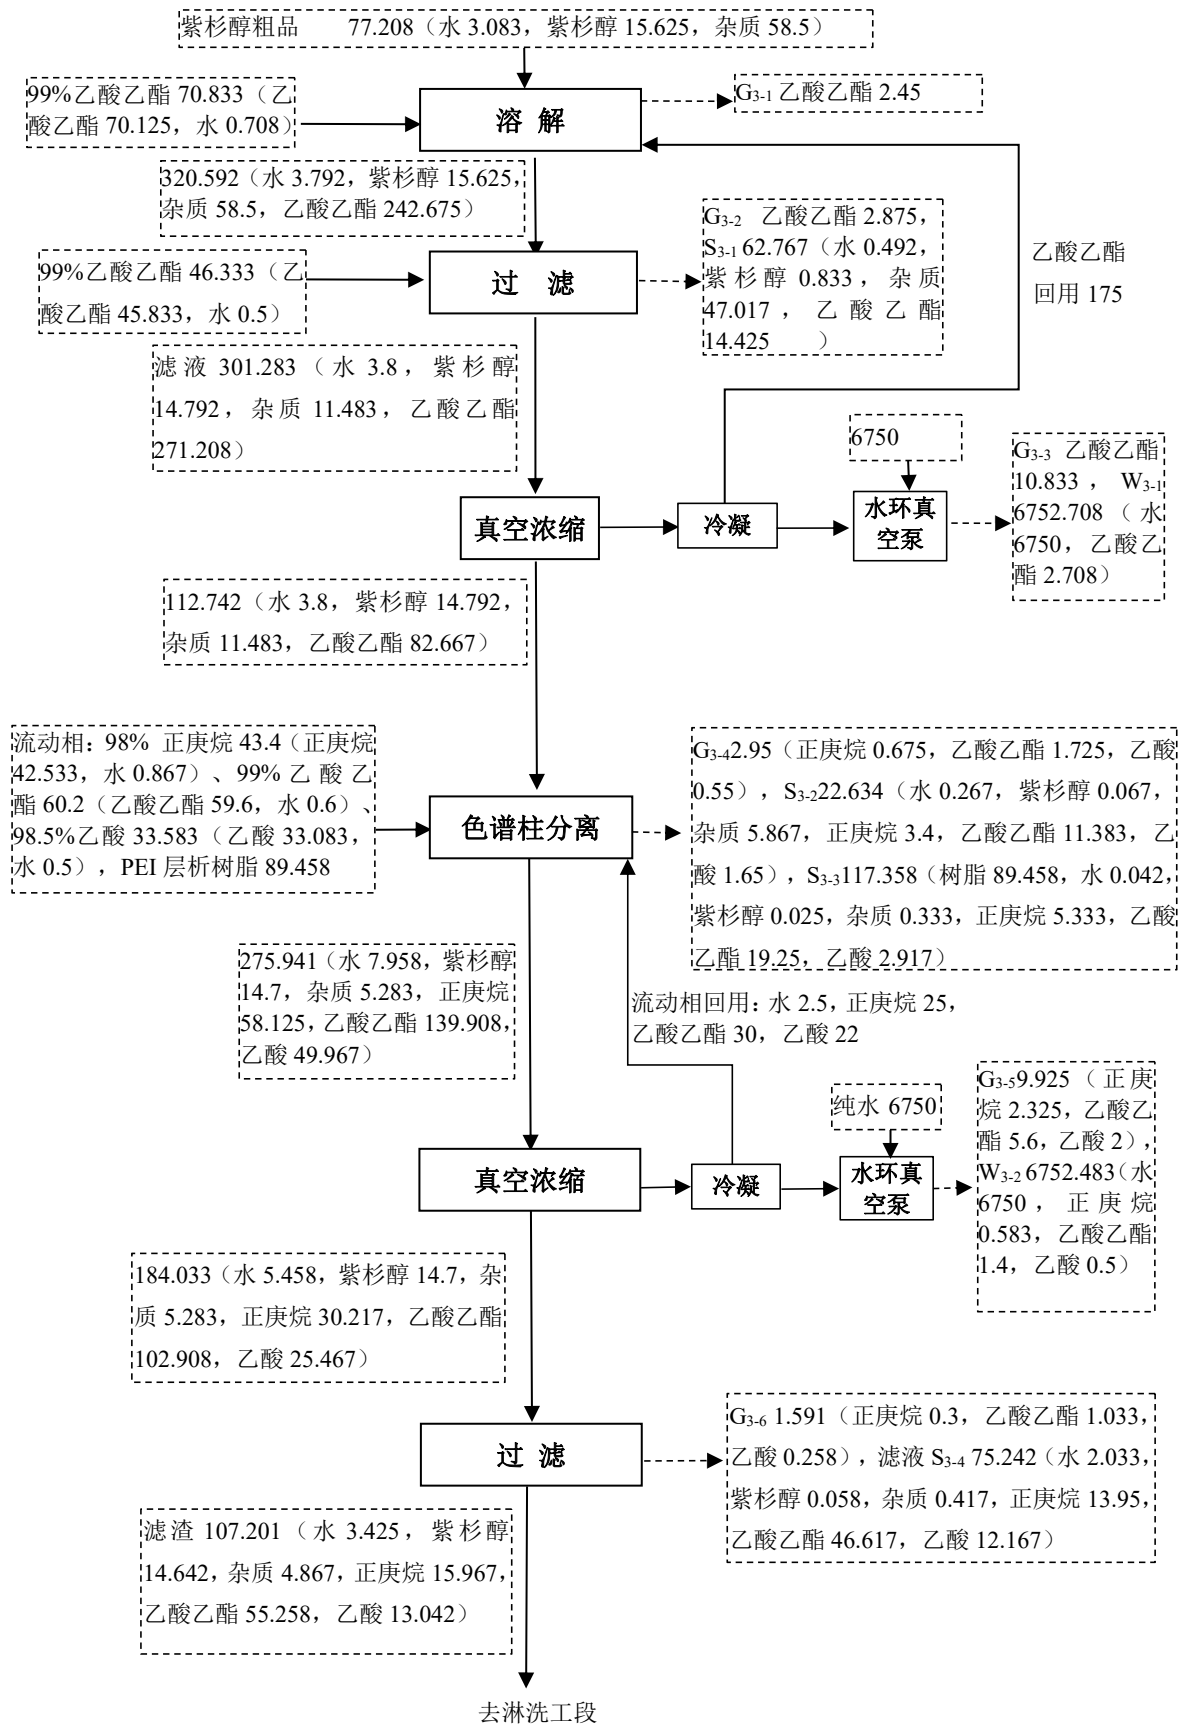 紫杉醇粗品 77.208（水 3.083，紫杉醇 15.625，杂质 58.5）
99%乙酸乙酯 70.833（乙
酸乙酯 70.125，水 0.708）
溶 解
G3-1 乙酸乙酯 2.45
320.592（水 3.792，紫杉醇 15.625，
杂质 58.5，乙酸乙酯 242.675）
99%乙酸乙酯 46.333（乙
酸乙酯 45.833，水 0.5）
过 滤
G3-2 乙酸乙酯 2.875，
S3-1 62.767（水 0.492，
紫杉醇 0.833，杂质
47.017，乙酸乙酯
14.425 ）
乙酸乙酯
回用 175
滤液 301.283（水 3.8，紫杉醇
14.792，杂质 11.483，乙酸乙酯
271.208）
真空浓缩
冷凝
6750
水环真
空泵
G3-3 乙酸乙酯
10.833，W3-1
6752.708（水
6750，乙酸乙
酯 2.708）
112.742（水 3.8，紫杉醇 14.792，
杂质 11.483，乙酸乙酯 82.667）
流动相：98% 正庚烷 43.4（正庚烷
42.533，水 0.867）、99%乙酸乙
酯 60.2（乙酸乙酯 59.6，水 0.6）、
98.5%乙酸 33.583（乙酸 33.083，
水 0.5），PEI 层析树脂 89.458
色谱柱分离
G3-42.95（正庚烷 0.675，乙酸乙酯 1.725，乙酸
0.55），S3-222.634（水 0.267，紫杉醇 0.067，
杂质 5.867，正庚烷 3.4，乙酸乙酯 11.383，乙
酸 1.65），S3-3117.358（树脂 89.458，水 0.042，
紫杉醇 0.025，杂质 0.333，正庚烷 5.333，乙酸
乙酯 19.25，乙酸 2.917）
275.941（水 7.958，紫杉醇
14.7，杂质 5.283，正庚烷
58.125，乙酸乙酯 139.908，
乙酸 49.967）
流动相回用：水 2.5，正庚烷 25，
乙酸乙酯 30，乙酸 22
真空浓缩
冷凝
纯水 6750
水环真
空泵
G3-59.925（正庚
烷 2.325，乙酸乙
酯 5.6，乙酸 2），
W3-2 6752.483（水
6750，正庚烷
0.583，乙酸乙酯
1.4，乙酸 0.5）
184.033（水 5.458，紫杉醇 14.7，杂
质 5.283，正庚烷 30.217，乙酸乙酯
102.908，乙酸 25.467）
过 滤
G3-6 1.591（正庚烷 0.3，乙酸乙酯 1.033，
乙酸 0.258），滤液 S3-4 75.242（水 2.033，
紫杉醇 0.058，杂质 0.417，正庚烷 13.95，
乙酸乙酯 46.617，乙酸 12.167）
滤渣 107.201（水 3.425，紫杉醇
14.642，杂质 4.867，正庚烷 15.967，
乙酸乙酯 55.258，乙酸 13.042）
去淋洗工段